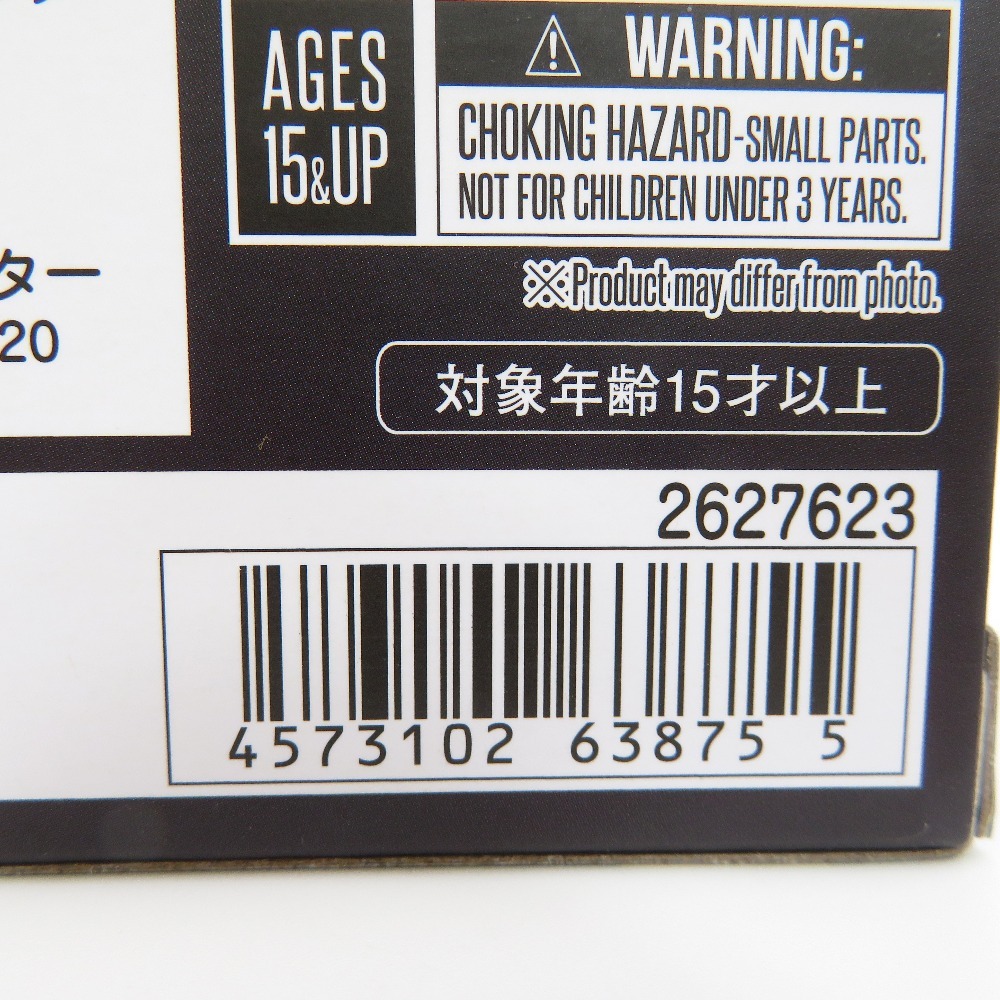 AGES
15&UP
WARNING:
CHOKING HAZARD-SMALL PARTS.
NOT FOR CHILDREN UNDER 3 YEARS.
ター
20
※Product may differ from photo.
対象年齢15才以上
2627623
4573102 63875 5